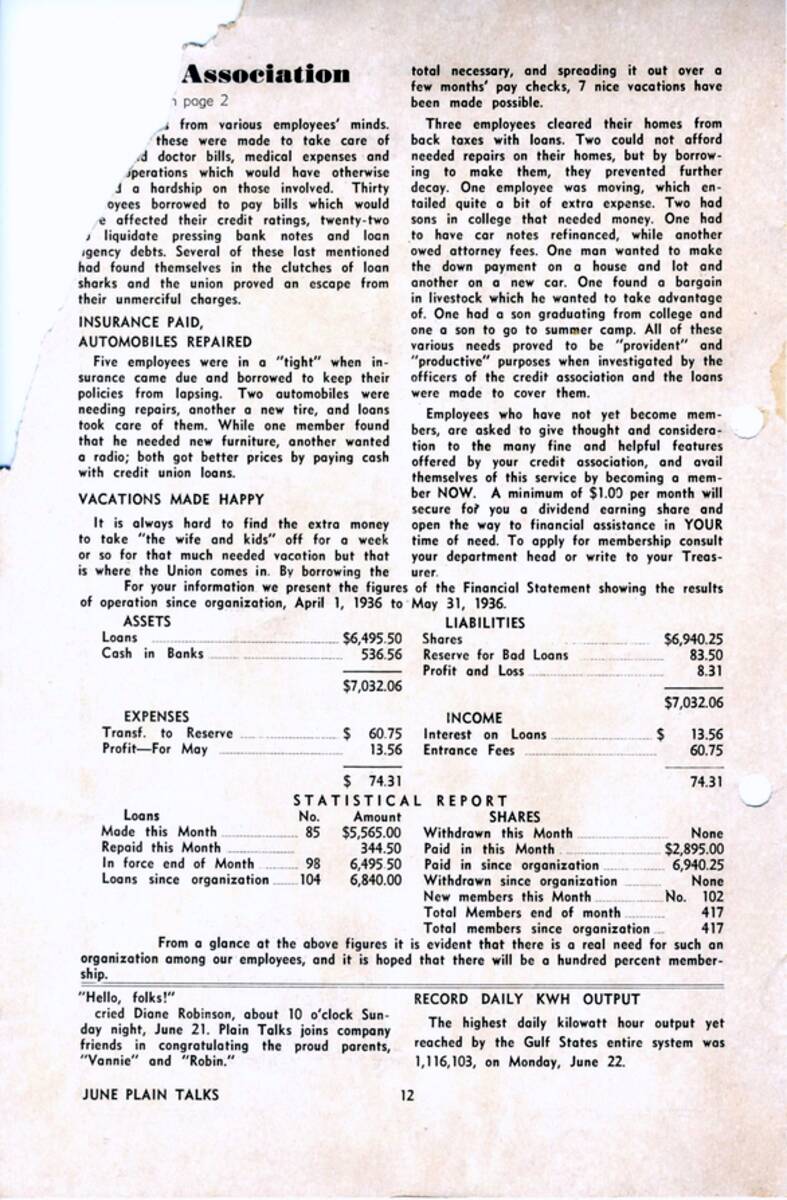 Association
page 2
from various employees' minds.
these were made to take care of
doctor bills, medical expenses and
which would have otherwise
a hardship on those involved. Thirty
borrowed to pay bills which would
affected their credit ratings, twenty-two
liquidate pressing bank notes and loan
debts. Several of these last mentioned
had found themselves in the clutches of loan
sharks and the union proved an escape from
their unmerciful charges.
INSURANCE PAID,
AUTOMOBILES REPAIRED
Five employees were in a "tight" when in-
surance came due and borrowed to keep their
policies from lapsing. Two automobiles were
needing repairs, another a new tire, and loans
took care of them. While one member found
that he needed new furniture, another wanted
a radio; both got better prices by paying cash
with credit union loans.
VACATIONS MADE HAPPY
It is always hard to find the extra money
to take "the wife and kids" off for a week
or so for that much needed vacation but that
is where the Union comes in. By borrowing the
total necessary, and spreading it out over a
few months' pay checks, 7 nice vacations have
been made possible.
Three employees cleared their homes from
back taxes with loans. Two could not afford
needed repairs on their homes, but by borrow-
ing to make them, they prevented further
decay. One employee was moving, which en-
tailed quite a bit of extra expense. Two had
sons in college that needed money. One had
to have car notes refinanced, while another
owed attorney fees. One man wanted to make
the down payment on a house and lot and
another on a new car. One found a bargain
in livestock which he wanted to take advantage
of. One had a son graduating from college and
one a son to go to summer camp. All of these
various needs proved to be "provident" and
"productive" purposes when investigated by the
officers of the credit association and the loans
were made to cover them.
Employees who have not yet become mem-
bers, are asked to give thought and considera-
tion to the many fine and helpful features
offered by your credit association, and avail
themselves of this service by becoming a mem-
ber NOW. A minimum of $1.00 per month will
secure for you a dividend earning share and
open the way to financial assistance in YOUR
time of need. To apply for membership consult
your department head or write to your Treas-
urer.
For your information we present the figures of the Financial Statement showing the results
of operation since organization, April 1, 1936 to May 31, 1936.
ASSETS
Loans $6,495.50
Cash in Banks 536.56
$7,032.06
LIABILITIES
Shares $6,940.25
Reserve for Bad Loans 83.50
Profit and Loss 8.31
$7,032.06
EXPENSES
Transf. to Reserve $ 60.75
Profit—For May 13.56
$ 74.31
INCOME
Interest on Loans $ 13.56
Entrance Fees 60.75
74.31
STATISTICAL REPORT
Loans No. Amount
Made this Month 85 $5,565.00
Repaid this Month 344.50
In force end of Month 98 6,495.50
Loans since organization 104 6,840.00
SHARES
Withdrawn this Month None
Paid in this Month $2,895.00
Paid in since organization 6,940.25
Withdrawn since organization None
New members this Month No. 102
Total Members end of month 417
Total members since organization 417
From a glance at the above figures it is evident that there is a real need for such an
organization among our employees, and it is hoped that there will be a hundred percent member-
ship.
"Hello, folks!"
cried Diane Robinson, about 10 o'clock Sun-
day night, June 21. Plain Talks joins company
friends in congratulating the proud parents,
"Vannie" and "Robin."
RECORD DAILY KWH OUTPUT
The highest daily kilowatt hour output yet
reached by the Gulf States entire system was
1,116,103, on Monday, June 22.
JUNE PLAIN TALKS 12